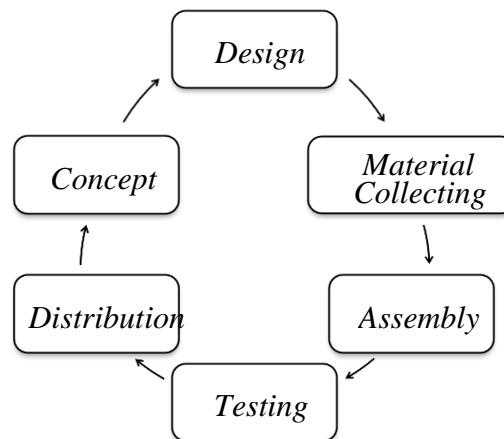 Design
Material
Collecting
Assembly
Testing
Distribution
Concept